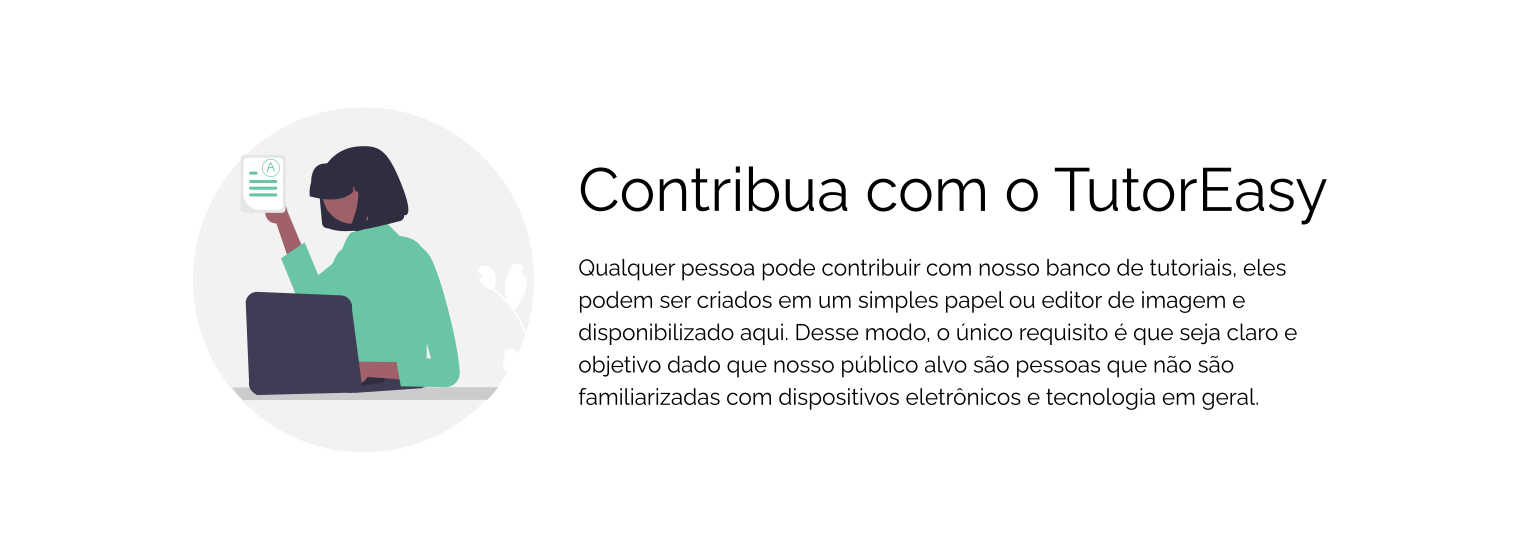 A
Contribua com o TutorEasy
Qualquer pessoa pode contribuir com nosso banco de tutoriais, eles
podem ser criados em um simples papel ou editor de imagem e
disponibilizado aqui. Desse modo, o único requisito é que seja claro e
objetivo dado que nosso público alvo são pessoas que não são
familiarizadas com dispositivos eletrônicos e tecnologia em geral.